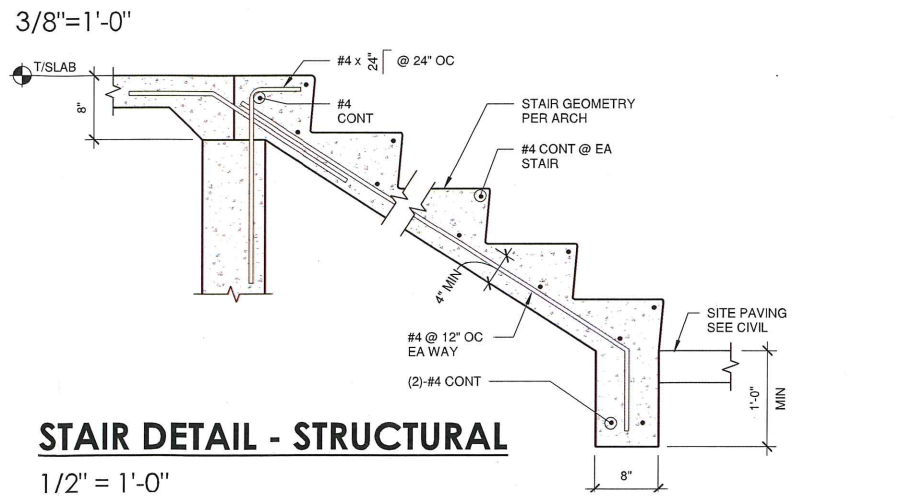 3/8"=1'-0"
T/SLAB
8"
#4 x 24" @ 24" OC
#4
CONT
STAIR GEOMETRY
PER ARCH
#4 CONT @ EA
STAIR
4" MIN
#4 @ 12" OC
EA WAY
(2)-#4 CONT
SITE PAVING
SEE CIVIL
1'-0"
MIN
8"
STAIR DETAIL - STRUCTURAL
1/2" = 1'-0"